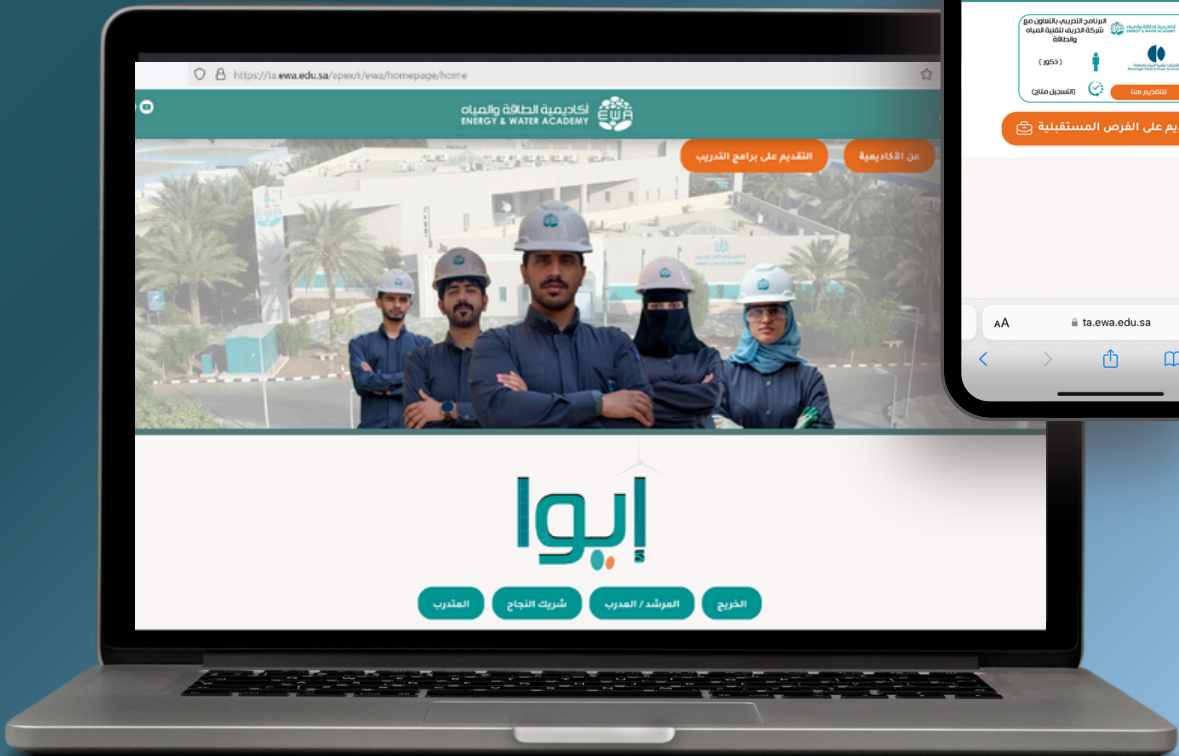 https://ta.ewa.edu.sa/apex/r/ewa/homepage/home
أكاديمية الطاقة والمياه
ENERGY & WATER ACADEMY
EWA
عن الأكاديمية
التقديم على برامج التدريب
إيوا
الخريج
المرشد / المدرب
شريك النجاح
المتدرب
البرنامج التدريبي بالتعاون مع
شركة الخريف لتقنية المياه
والطاقة
( ذكور )
(التسجيل متاح)
للتقديم هنا
على الفرص المستقبلية
AA
ta.ewa.edu.sa